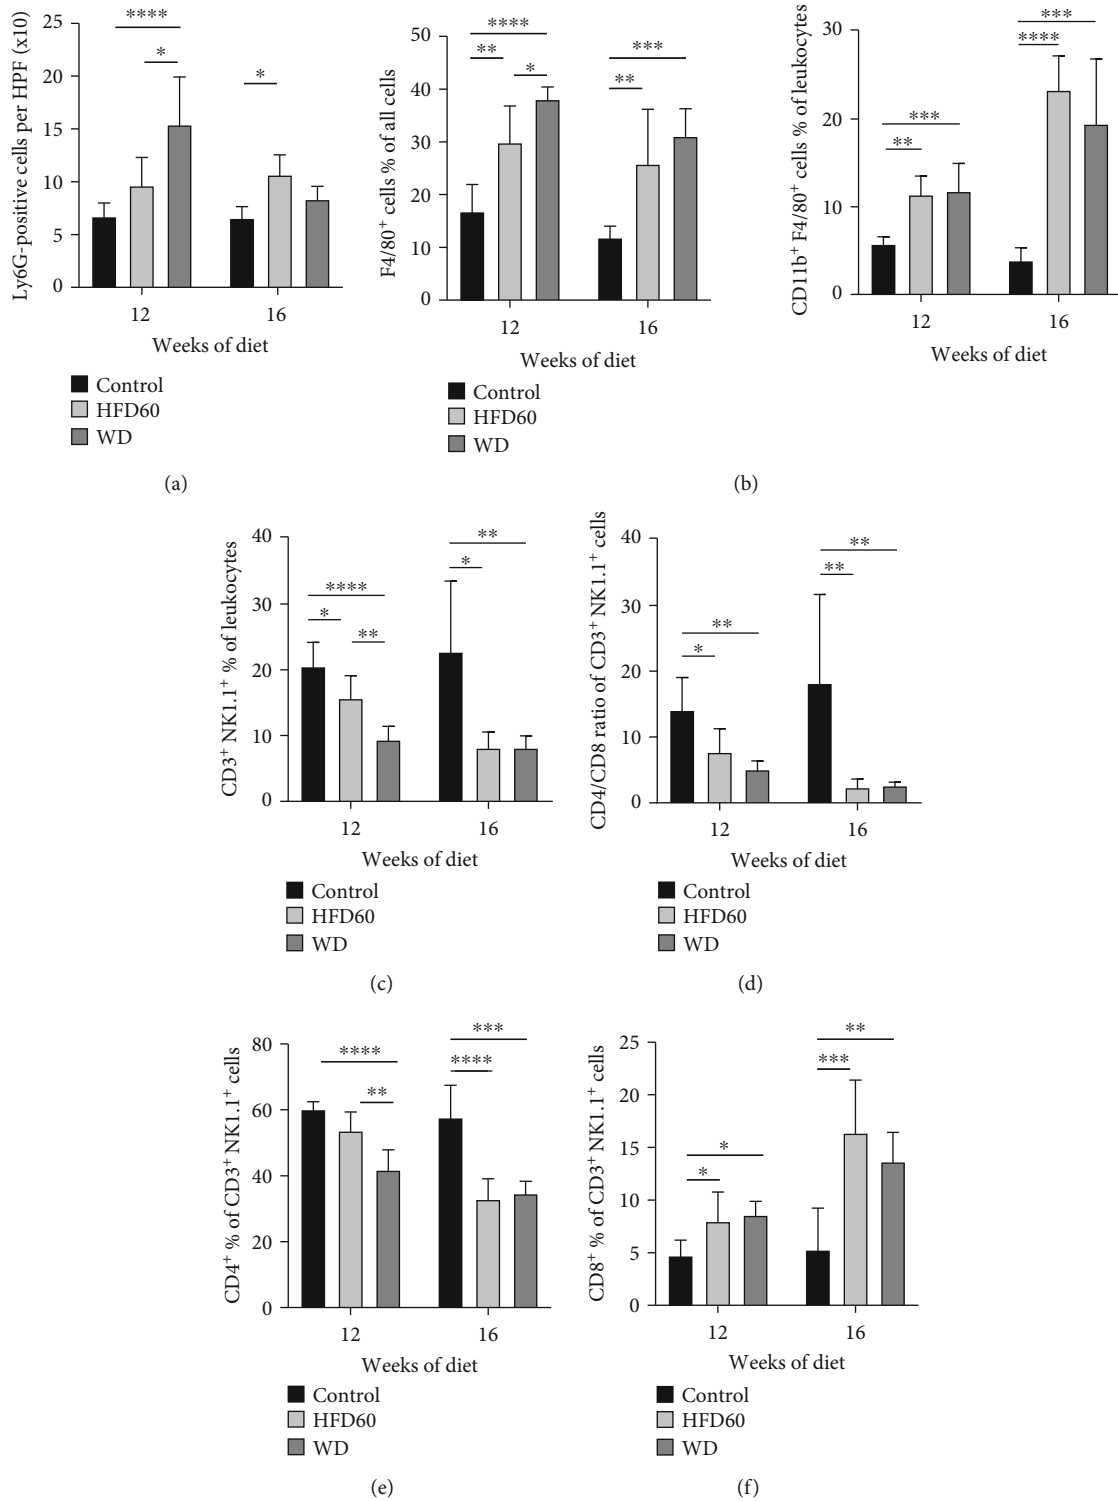 Ly6G-positive cells per HPF (x10)
25
20
15
10
5
0
****
*
*
12
16
Weeks of diet
Control
HFD60
WD
(a)
F4/80+ cells % of all cells
50
40
30
20
10
0
****
**
*
***
**
12
16
Weeks of diet
Control
HFD60
WD
CD11b+ F4/80+ cells % of leukocytes
30
20
10
0
***
**
***
****
12
16
Weeks of diet
(b)
CD3+ NK1.1+ % of leukocytes
40
30
20
10
0
****
*
**
**
*
12
16
Weeks of diet
Control
HFD60
WD
(c)
CD4/CD8 ratio of CD3+ NK1.1+ cells
40
30
20
10
0
**
*
**
**
12
16
Weeks of diet
Control
HFD60
WD
(d)
CD4+ % of CD3+ NK1.1+ cells
80
60
40
20
0
****
**
***
****
12
16
Weeks of diet
Control
HFD60
WD
(e)
CD8+ % of CD3+ NK1.1+ cells
25
20
15
10
5
0
*
*
**
***
12
16
Weeks of diet
Control
HFD60
WD
(f)